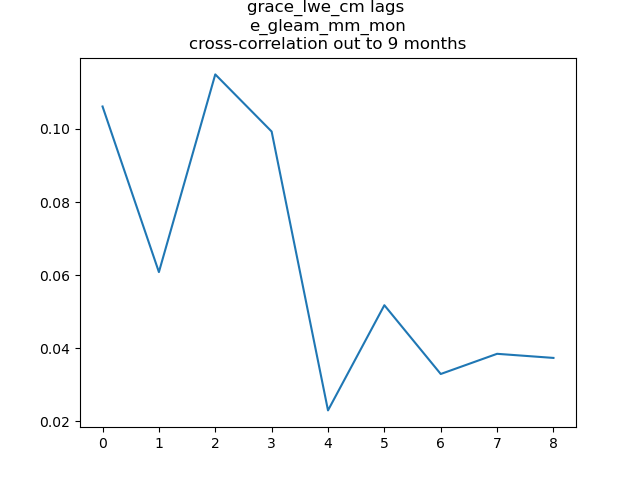 grace_lwe_cm lags
e_gleam_mm_mon
cross-correlation out to 9 months
0.10
0.08
0.06
0.04
0.02
0 1 2 3 4 5 6 7 8